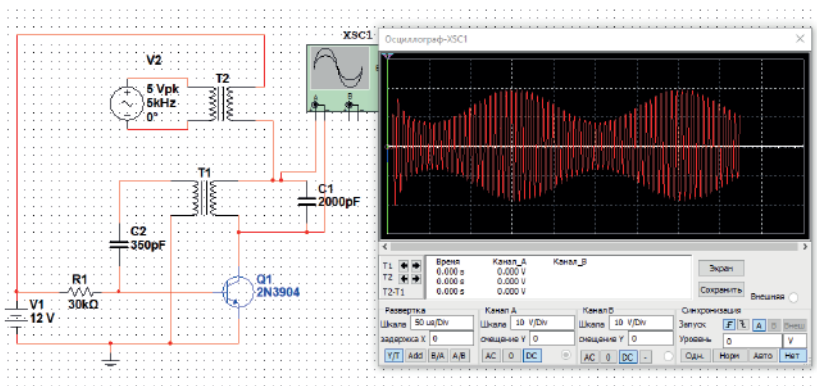 XSC1
V2
5 Vpk
5kHz
0°
T2
T1
C1
2000pF
C2
350pF
R1
30kΩ
Q1
2N3904
V1
12 V
Осциллограф-XSC1
Время Канал_A Канал_B
T1 0.000 s 0.000 V
T2 0.000 s 0.000 V
T2-T1 0.000 s 0.000 V
Экран
Сохранить
Внешняя
Развертка
Шкала 50 us/Div
задержка X 0
Y/T Add B/A A/B
Канал A
Шкала 10 V/Div
смещение Y 0
AC 0 DC
Канал B
Шкала 10 V/Div
смещение Y 0
AC 0 DC -
Синхронизация
Запуск A B Внеш
Уровень 0 V
Одн. Норм Авто Нет